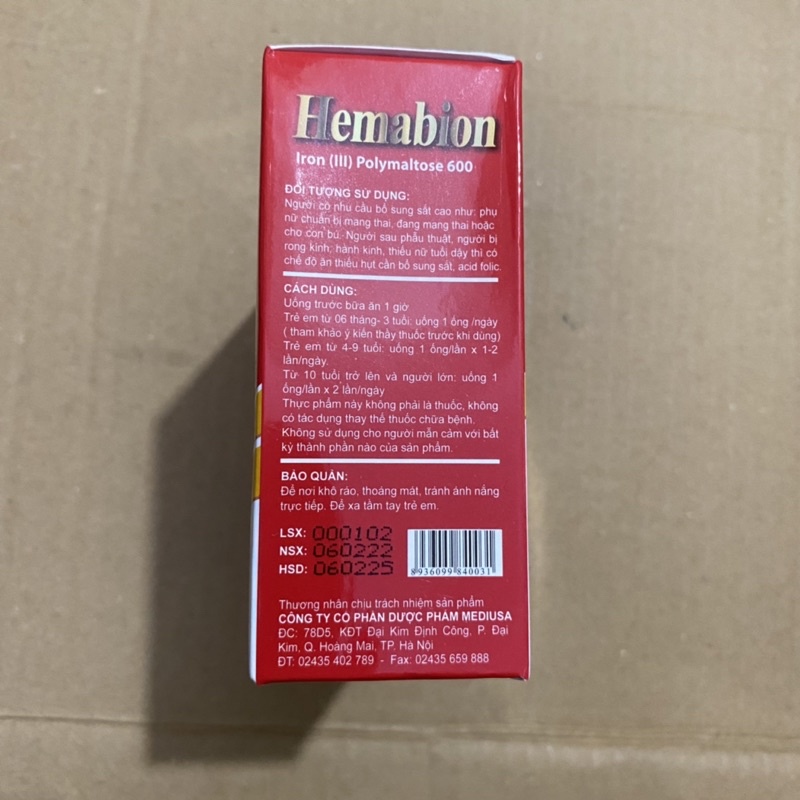 Hemabion
Iron (III) Polymaltose 600
ĐỐI TƯỢNG SỬ DỤNG:
Người có nhu cầu bổ sung sắt cao như: phụ
nữ chuẩn bị mang thai, đang mang thai hoặc
cho con bú. Người sau phẫu thuật, người bị
rong kinh, hành kinh, thiếu nữ tuổi dậy thì có
chế độ ăn thiếu hụt cần bổ sung sắt, acid folic.
CÁCH DÙNG:
Uống trước bữa ăn 1 giờ
Trẻ em từ 06 tháng- 3 tuổi: uống 1 ống /ngày
( tham khảo ý kiến thầy thuốc trước khi dùng)
Trẻ em từ 4-9 tuổi: uống 1 ống/lần x 1-2
lần/ngày.
Từ 10 tuổi trở lên và người lớn: uống 1
ống/lần x 2 lần/ngày
Thực phẩm này không phải là thuốc, không
có tác dụng thay thế thuốc chữa bệnh.
Không sử dụng cho người mẫn cảm với bất
kỳ thành phần nào của sản phẩm.
BẢO QUẢN:
Để nơi khô ráo, thoáng mát, tránh ánh nắng
trực tiếp. Để xa tầm tay trẻ em.
LSX: 000102
NSX: 060222
HSD: 060225
8936099 840031
Thương nhân chịu trách nhiệm sản phẩm
CÔNG TY CỔ PHẦN DƯỢC PHẨM MEDIUSA
ĐC: 78D5, KĐT Đại Kim Định Công, P. Đại
Kim, Q. Hoàng Mai, TP. Hà Nội
ĐT: 02435 402 789 - Fax: 02435 659 888